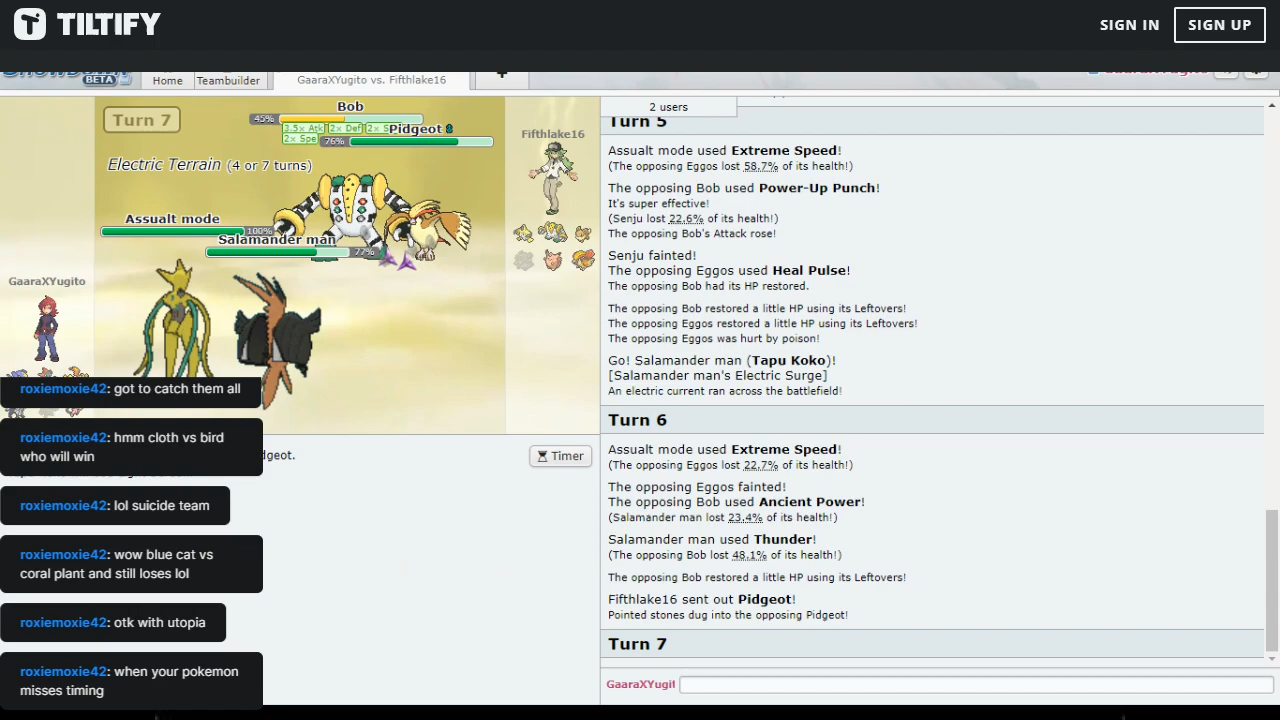 TILTIFY
SIGN IN
SIGN UP
BETA
Home
Teambuilder
GaaraXYugito vs. Fifthlake16
+
Turn 7
Bob
45%
3.5× Atk 2× Def
2× Spe
Pidgeot
76%
Electric Terrain (4 or 7 turns)
Assualt mode
100%
Salamander man
77%
Fifthlake16
GaaraXYugito
roxiemoxie42: got to catch them all
roxiemoxie42: hmm cloth vs bird
who will win
roxiemoxie42: lol suicide team
roxiemoxie42: wow blue cat vs
coral plant and still loses lol
roxiemoxie42: otk with utopia
roxiemoxie42: when your pokemon
misses timing
dgeot.
Timer
2 users
Turn 5
Assualt mode used Extreme Speed!
(The opposing Eggos lost 58.7% of its health!)
The opposing Bob used Power-Up Punch!
It's super effective!
(Senju lost 22.6% of its health!)
The opposing Bob's Attack rose!
Senju fainted!
The opposing Eggos used Heal Pulse!
The opposing Bob had its HP restored.
The opposing Bob restored a little HP using its Leftovers!
The opposing Eggos restored a little HP using its Leftovers!
The opposing Eggos was hurt by poison!
Go! Salamander man (Tapu Koko)!
[Salamander man's Electric Surge]
An electric current ran across the battlefield!
Turn 6
Assualt mode used Extreme Speed!
(The opposing Eggos lost 22.7% of its health!)
The opposing Eggos fainted!
The opposing Bob used Ancient Power!
(Salamander man lost 23.4% of its health!)
Salamander man used Thunder!
(The opposing Bob lost 48.1% of its health!)
The opposing Bob restored a little HP using its Leftovers!
Fifthlake16 sent out Pidgeot!
Pointed stones dug into the opposing Pidgeot!
Turn 7
GaaraXYugit